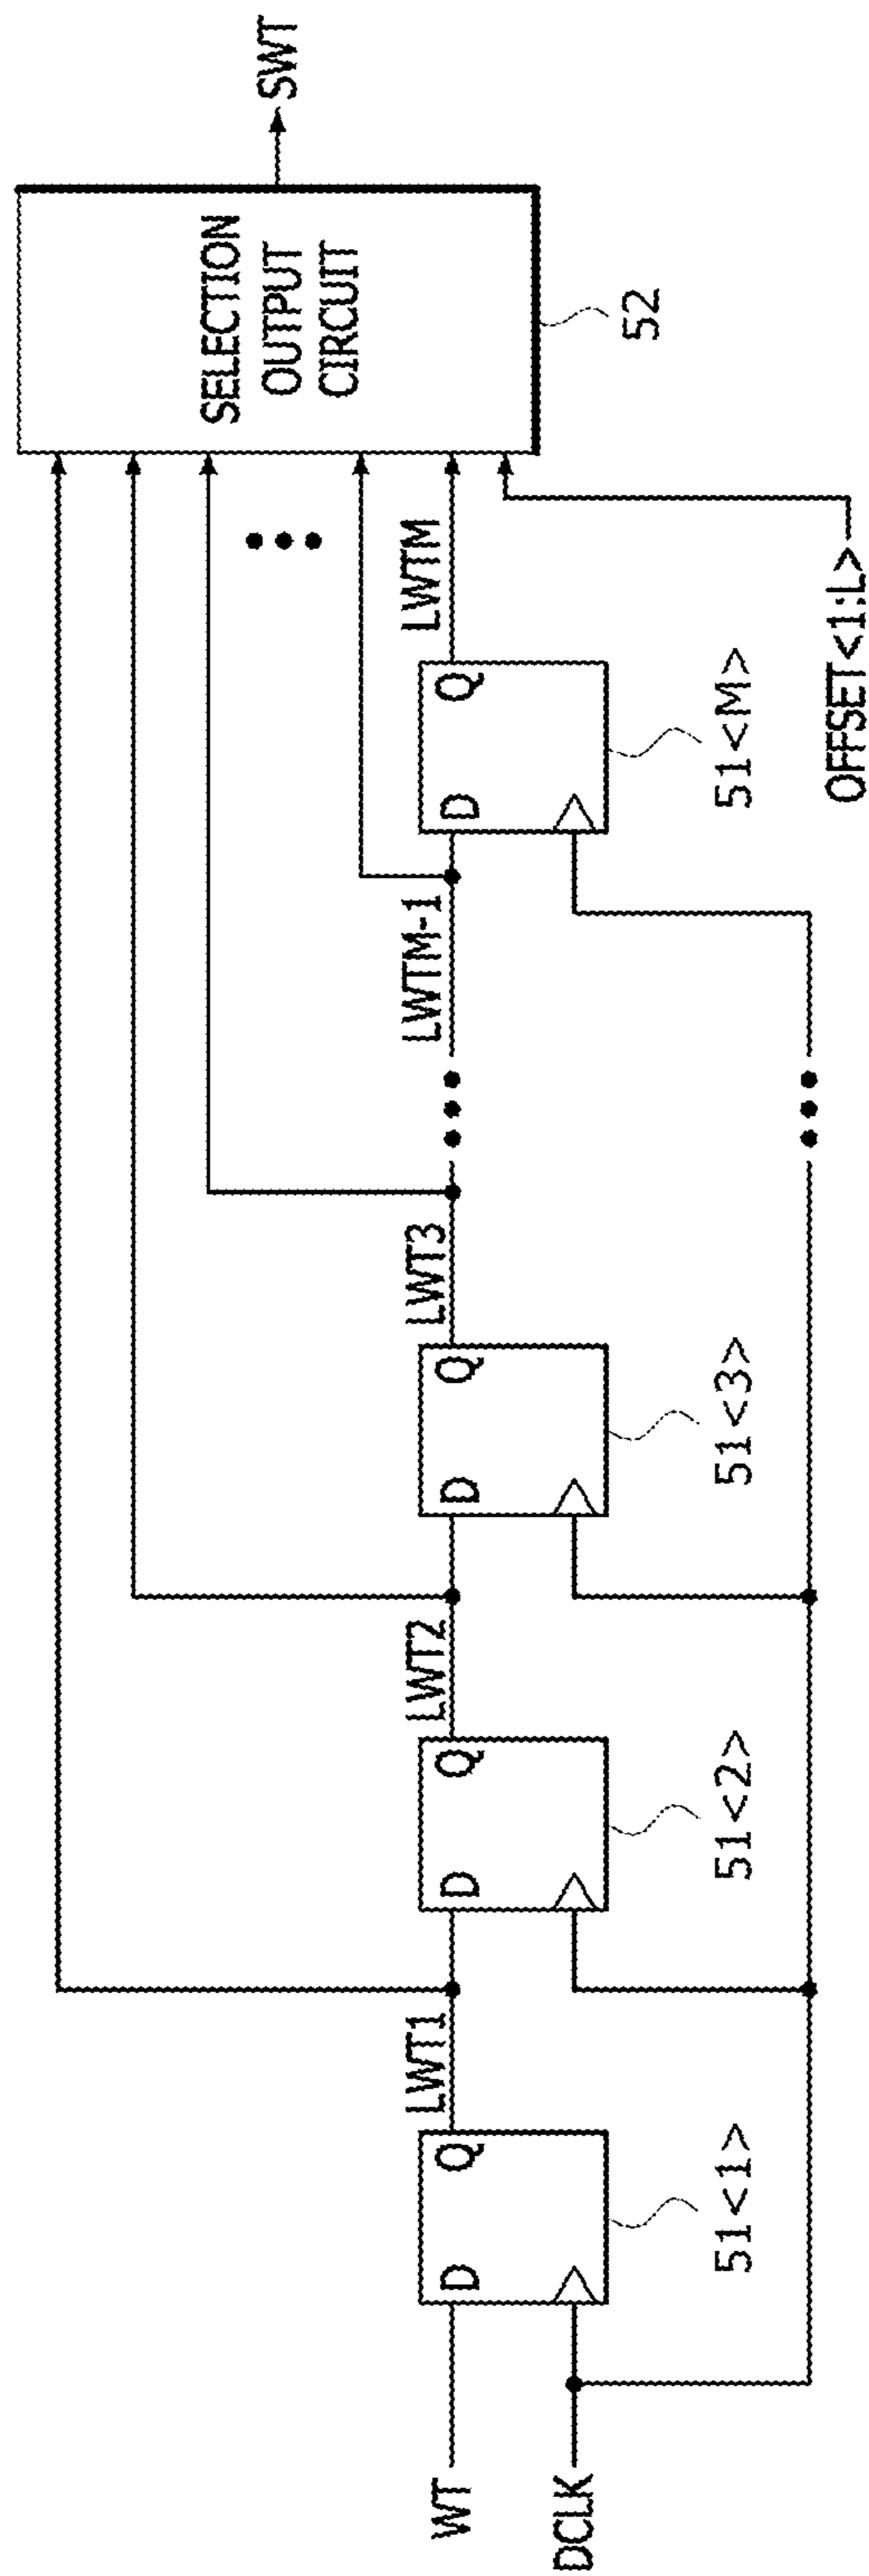 WT
DCLK
D
Q
51<1>
LWT1
D
Q
51<2>
LWT2
D
Q
51<3>
LWT3
LWTM-1
D
Q
51<M>
LWTM
OFFSET<1:L>
SELECTION
OUTPUT
CIRCUIT
52
SWT